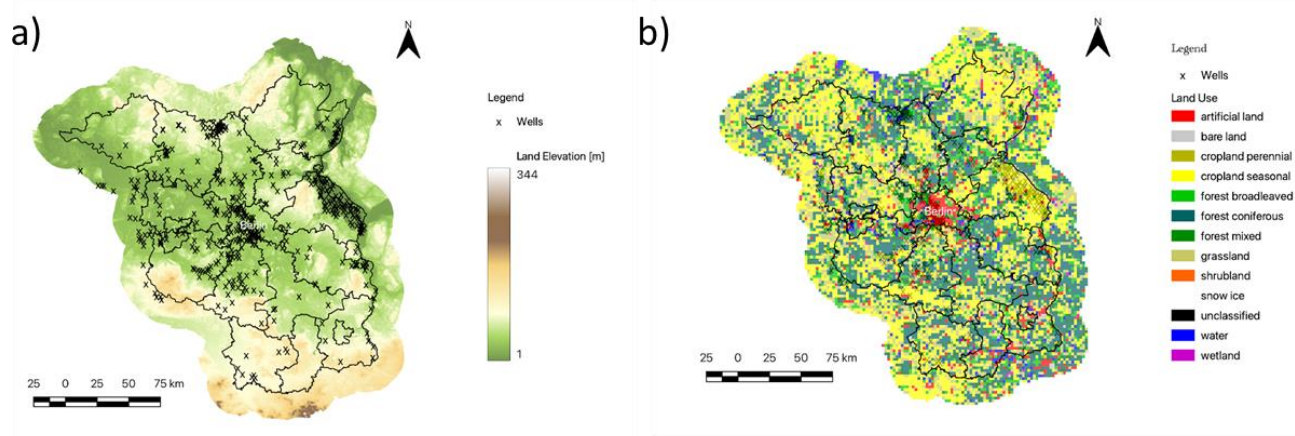 a)
N
Legend
x Wells
Land Elevation [m]
344
1
Berlin
25 0 25 50 75 km
b)
N
Legend
x Wells
Land Use
artificial land
bare land
cropland perennial
cropland seasonal
forest broadleaved
forest coniferous
forest mixed
grassland
shrubland
snow ice
unclassified
water
wetland
Berlin
25 0 25 50 75 km